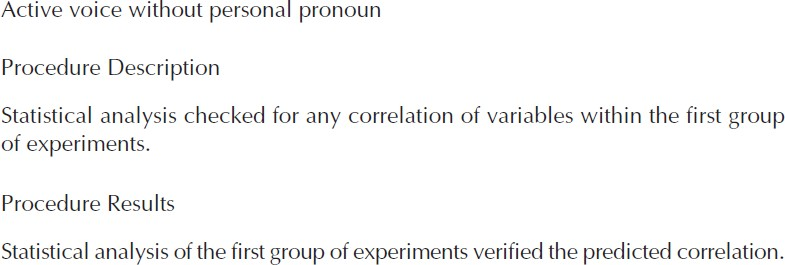 Active voice without personal pronoun
Procedure Description
Statistical analysis checked for any correlation of variables within the first group
of experiments.
Procedure Results
Statistical analysis of the first group of experiments verified the predicted correlation.